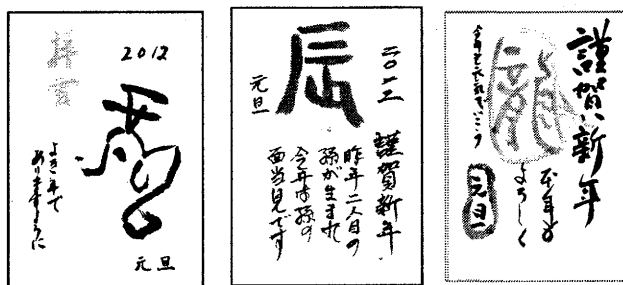 2012
よき年で
ありますように
元旦
二〇一二
辰
元旦
謹賀新年
昨年二人目の
孫が生まれ
今年は孫の
面当見です
謹賀新年
龍
本年も
よろしく
元旦